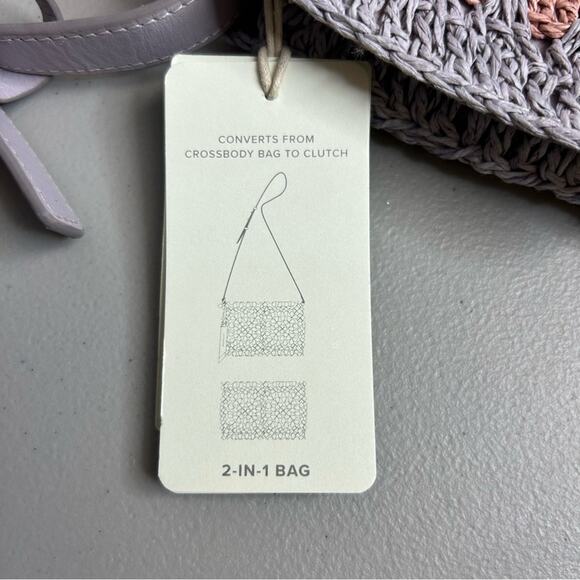 CONVERTS FROM
CROSSBODY BAG TO CLUTCH
2-IN-1 BAG